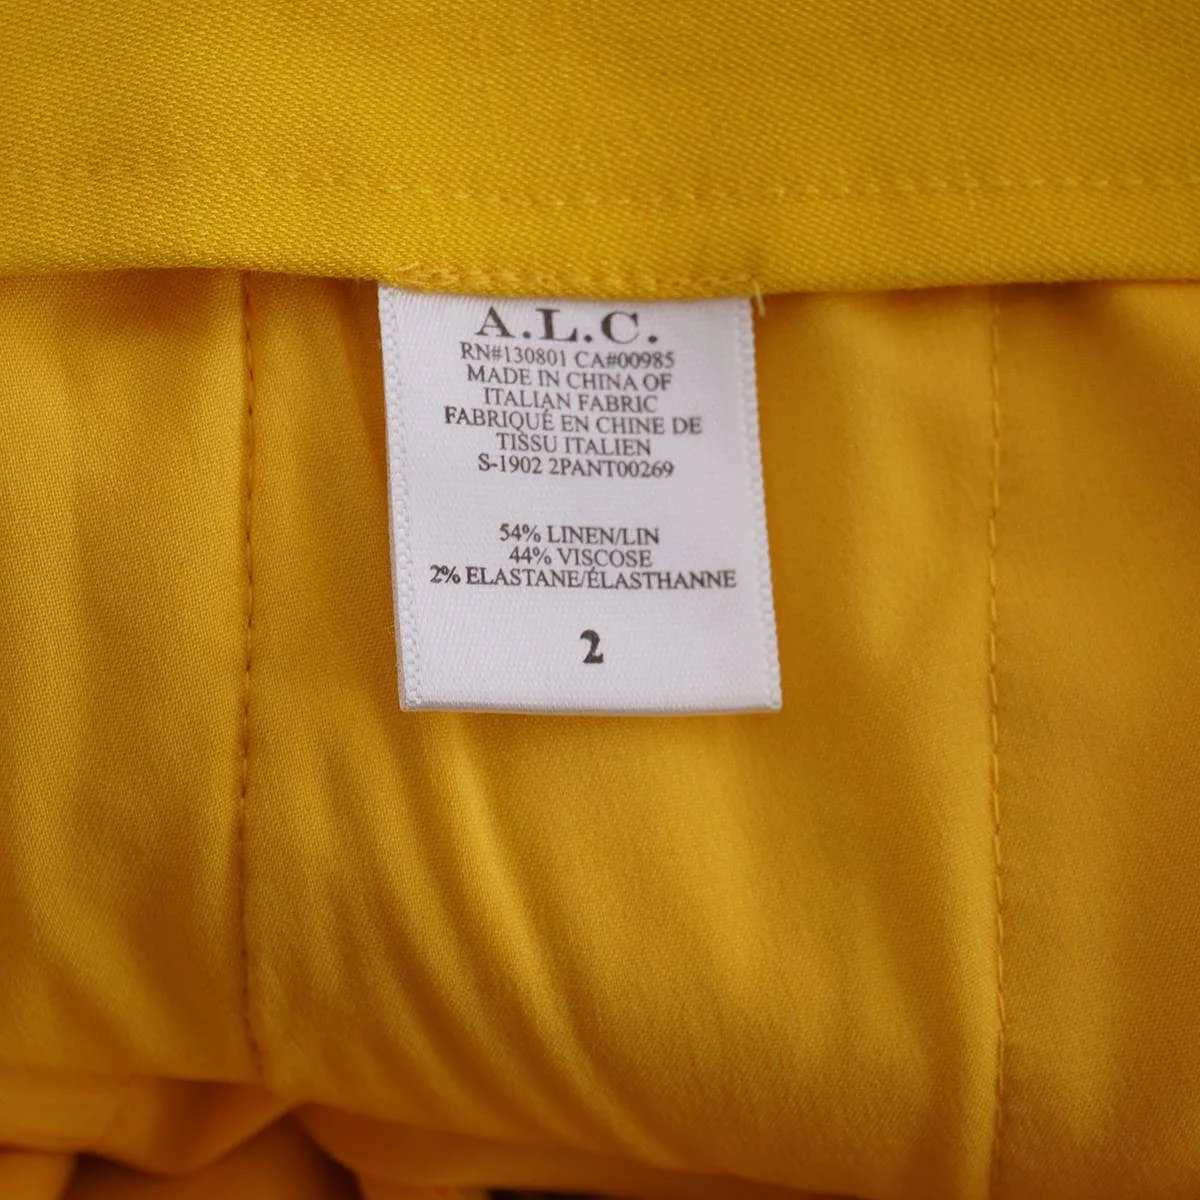 A.L.C.
RN#130801 CA#00985
MADE IN CHINA OF
ITALIAN FABRIC
FABRIQUÉ EN CHINE DE
TISSU ITALIEN
S-1902 2PANT00269
54% LINEN/LIN
44% VISCOSE
2% ELASTANE/ÉLASTHANNE
2